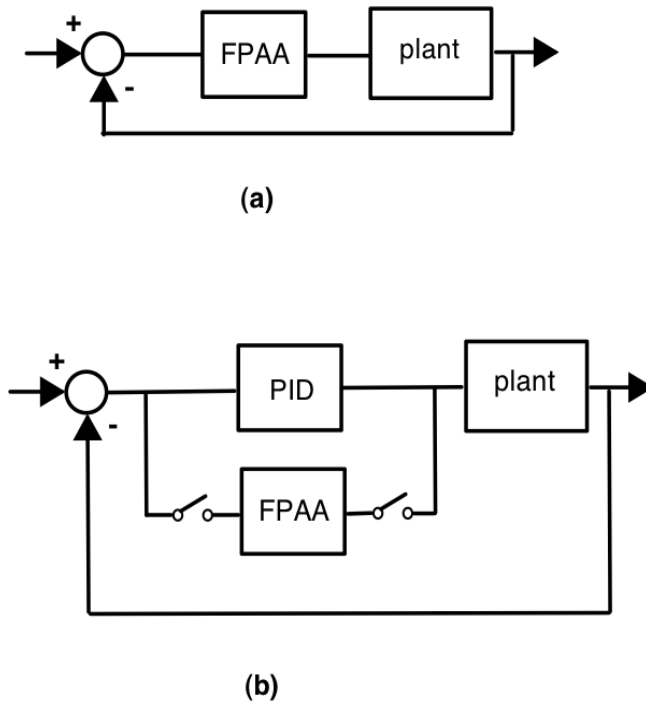 +
FPAA
plant
-
(a)
+
PID
plant
-
FPAA
(b)